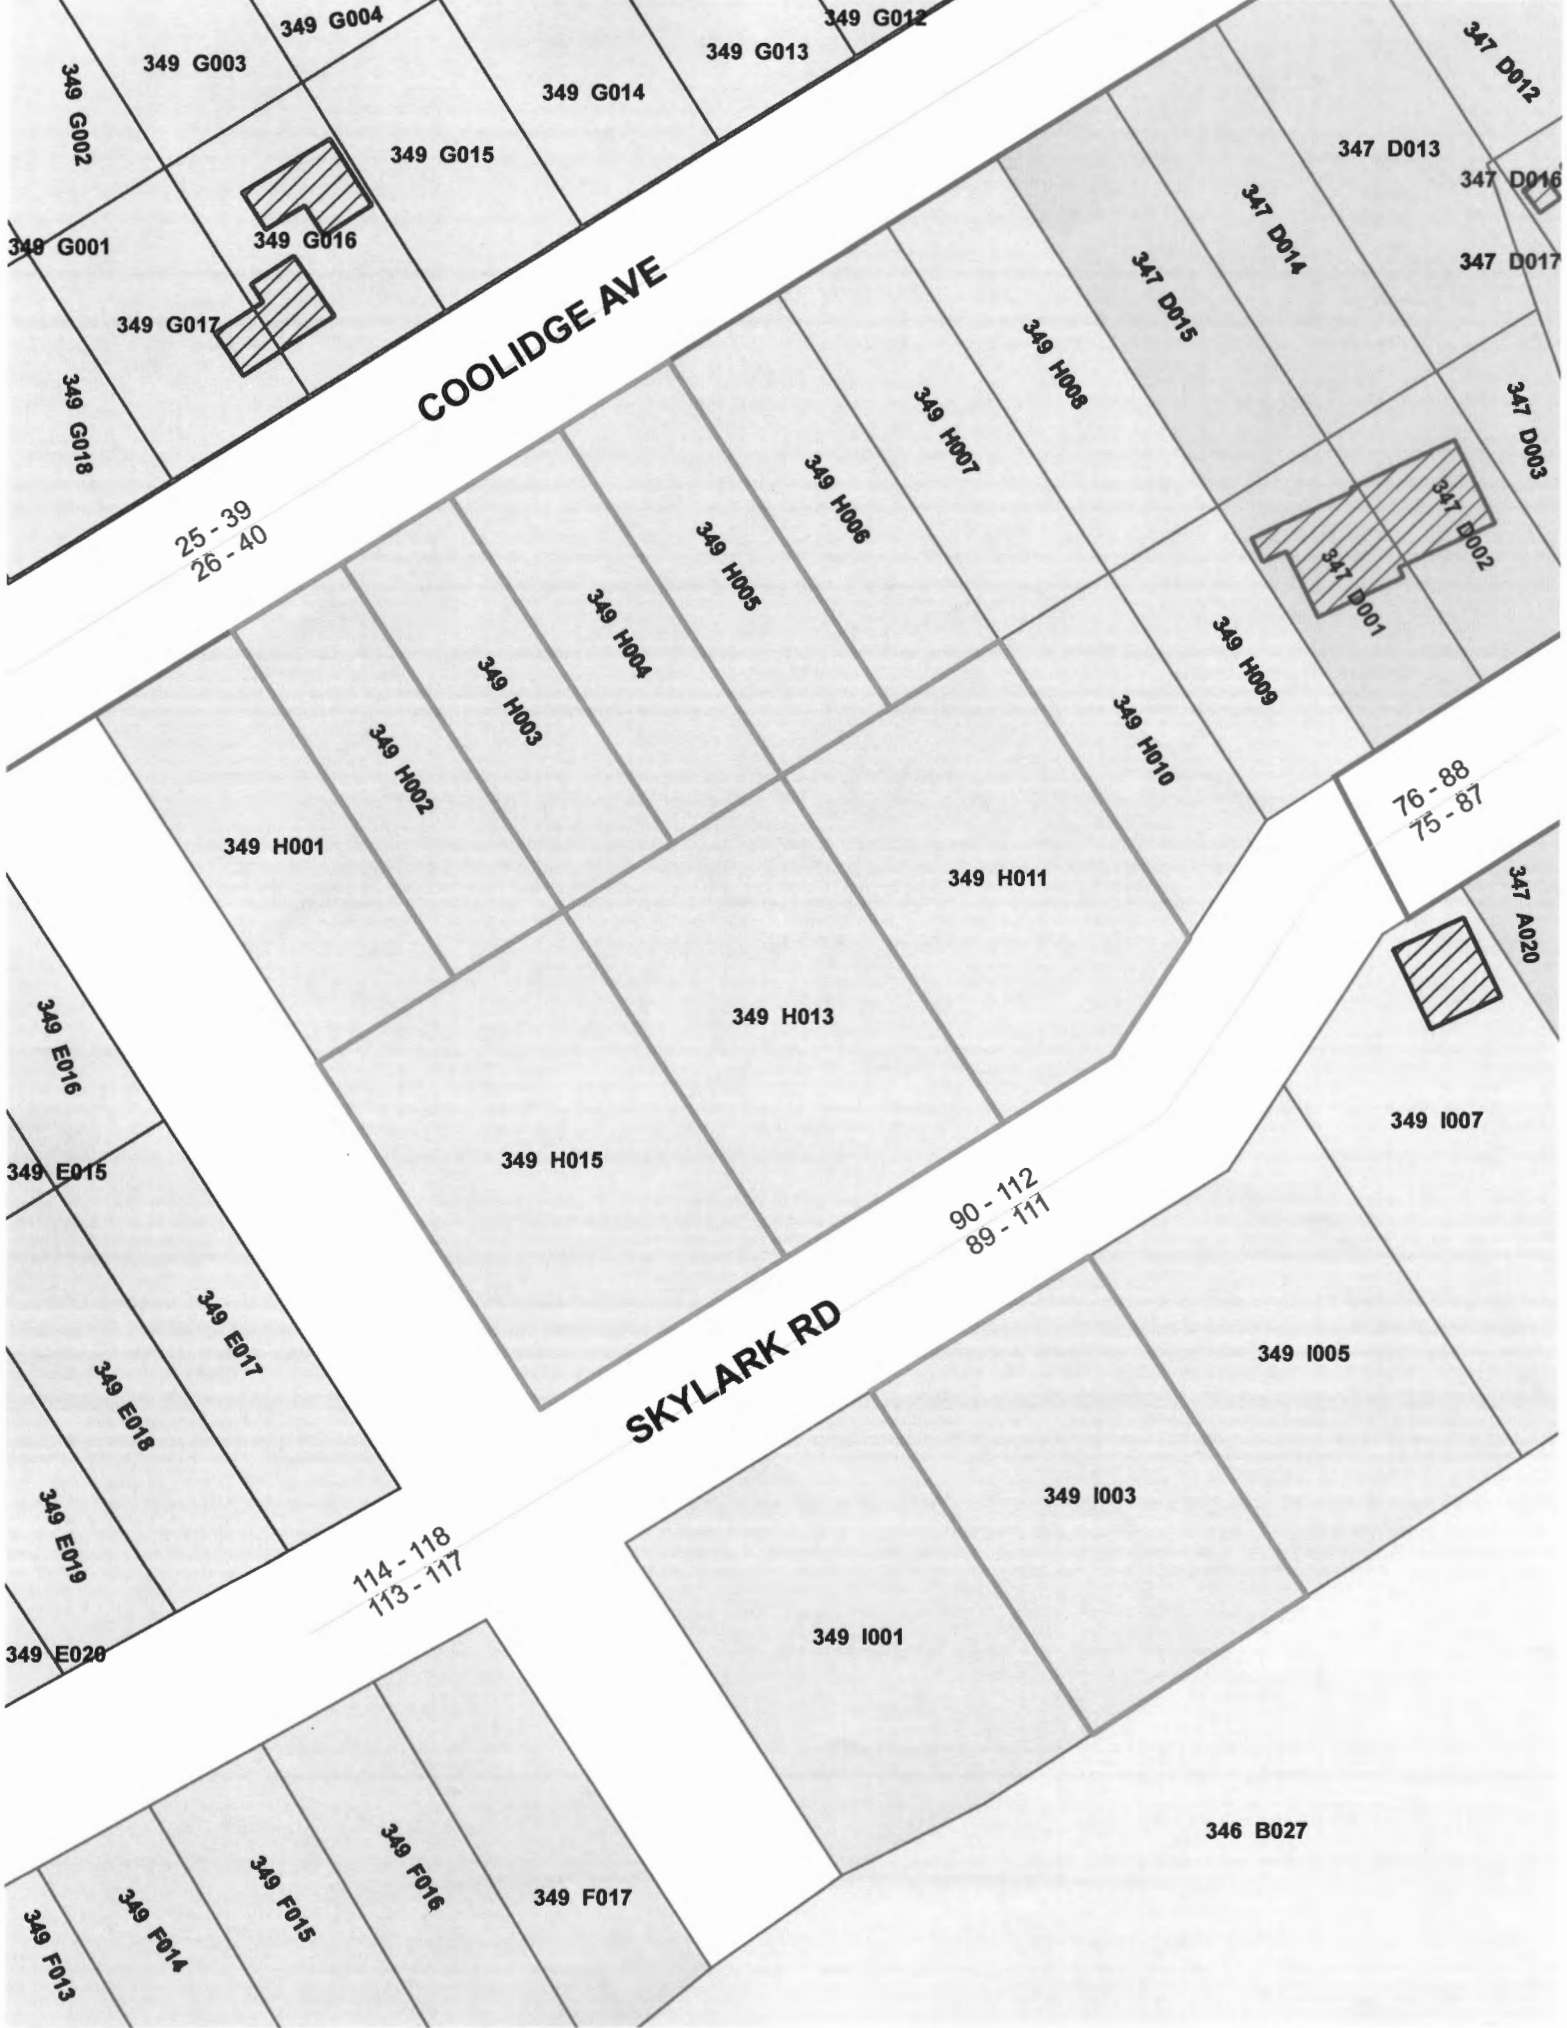 349 G004
349 G012
349 G003
349 G013
347 D012
349 G014
349 G002
349 G015
347 D013
347 D016
349 G001
349 G016
347 D014
347 D017
347 D015
349 G017
COOLIDGE AVE
349 H008
349 G018
349 H007
347 D003
349 H006
25 - 39
26 - 40
347 D002
349 H005
347 D001
349 H004
349 H009
349 H003
349 H010
349 H002
76 - 88
75 - 87
349 H001
349 H011
347 A020
349 H013
349 E016
349 I007
349 H015
349 E015
90 - 112
89 - 111
349 E017
SKYLARK RD
349 I005
349 E018
349 I003
349 E019
114 - 118
113 - 117
349 I001
349 E020
346 B027
349 F016
349 F017
349 F015
349 F014
349 F013